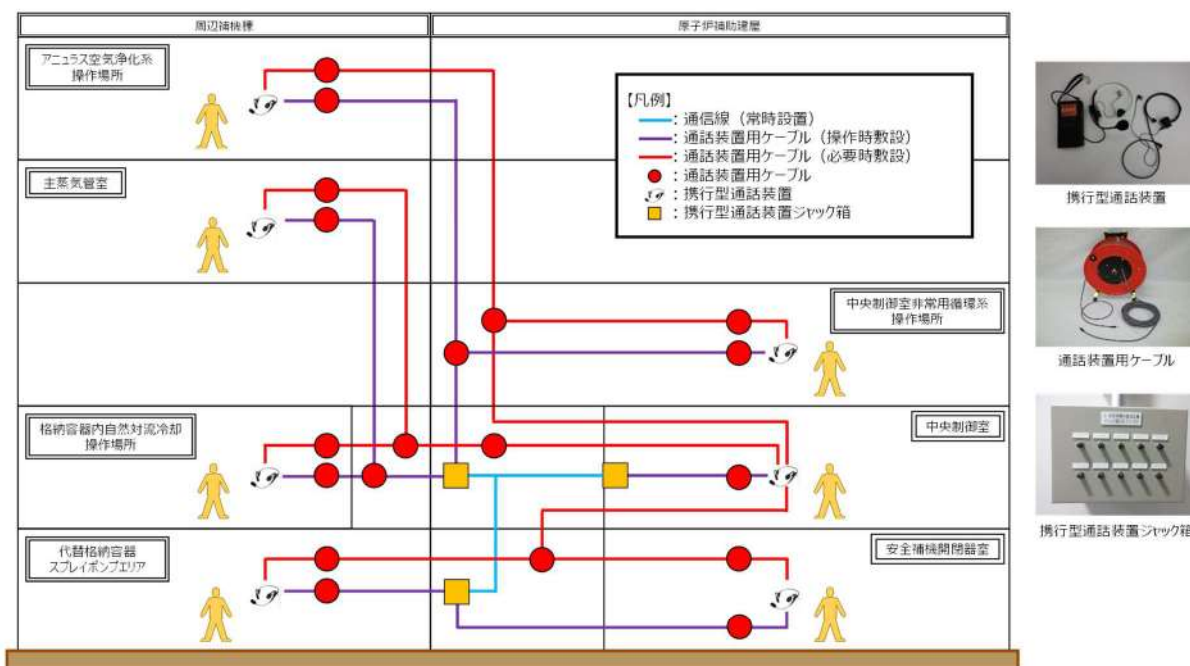 周辺補機棟
原子炉補助建屋
アニュラス空気浄化系
操作場所
【凡例】
：通信線（常時設置）
：通話装置用ケーブル（操作時敷設）
：通話装置用ケーブル（必要時敷設）
：通話装置用ケーブル
：携行型通話装置
：携行型通話装置ジャック箱
主蒸気管室
中央制御室非常用循環系
操作場所
格納容器内自然対流冷却
操作場所
中央制御室
代替格納容器
スプレイポンプエリア
安全補機開閉器室
携行型通話装置
通話装置用ケーブル
携行型通話装置ジャック箱